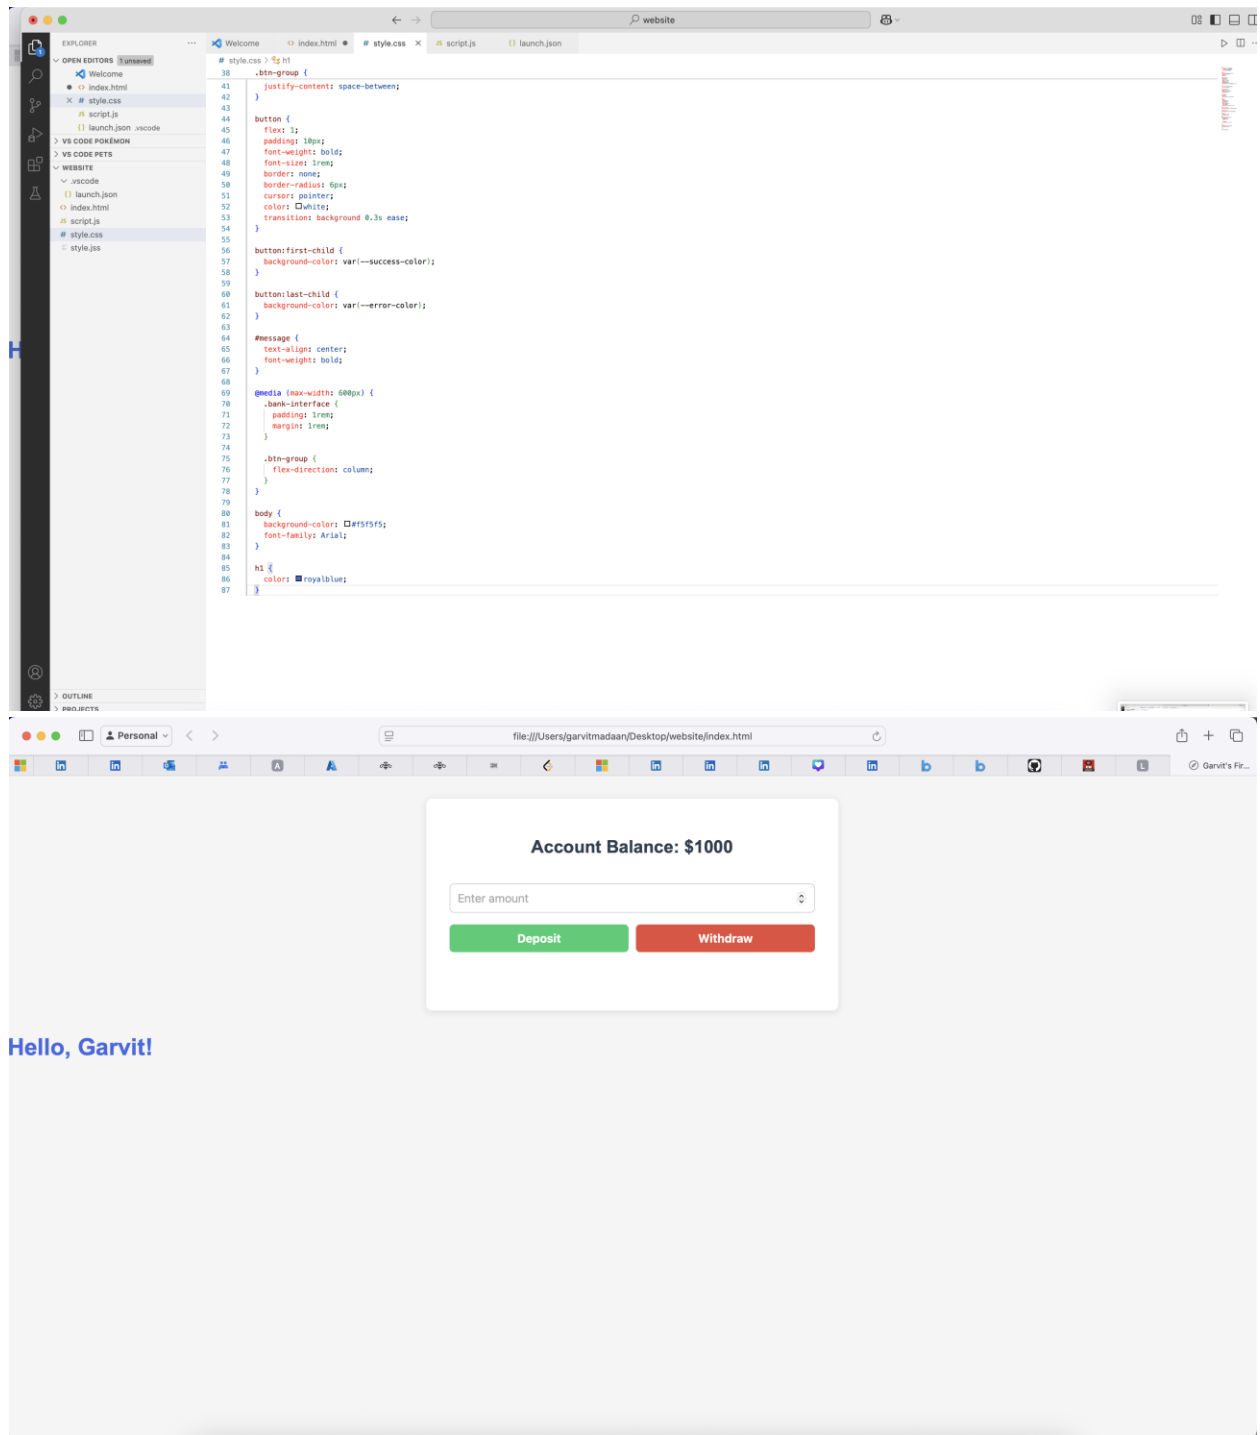 website
EXPLORER
Welcome
index.html
# style.css
JS script.js
{} launch.json
OPEN EDITORS 1 unsaved
Welcome
index.html
# style.css
JS script.js
{} launch.json .vscode
VS CODE POKÉMON
VS CODE PETS
WEBSITE
.vscode
{} launch.json
index.html
JS script.js
# style.css
style.jss
OUTLINE
PROJECTS
# style.css > h1
38 .btn-group {
41 justify-content: space-between;
42 }
43
44 button {
45 flex: 1;
46 padding: 10px;
47 font-weight: bold;
48 font-size: 1rem;
49 border: none;
50 border-radius: 6px;
51 cursor: pointer;
52 color: white;
53 transition: background 0.3s ease;
54 }
55
56 button:first-child {
57 background-color: var(--success-color);
58 }
59
60 button:last-child {
61 background-color: var(--error-color);
62 }
63
64 #message {
65 text-align: center;
66 font-weight: bold;
67 }
68
69 @media (max-width: 600px) {
70 .bank-interface {
71 padding: 1rem;
72 margin: 1rem;
73 }
74
75 .btn-group {
76 flex-direction: column;
77 }
78 }
79
80 body {
81 background-color: #f5f5f5;
82 font-family: Arial;
83 }
84
85 h1 {
86 color: royalblue;
87 }
Personal
file:///Users/garvitmadaan/Desktop/website/index.html
Garvit's Fir...
Account Balance: $1000
Enter amount
Deposit
Withdraw
Hello, Garvit!